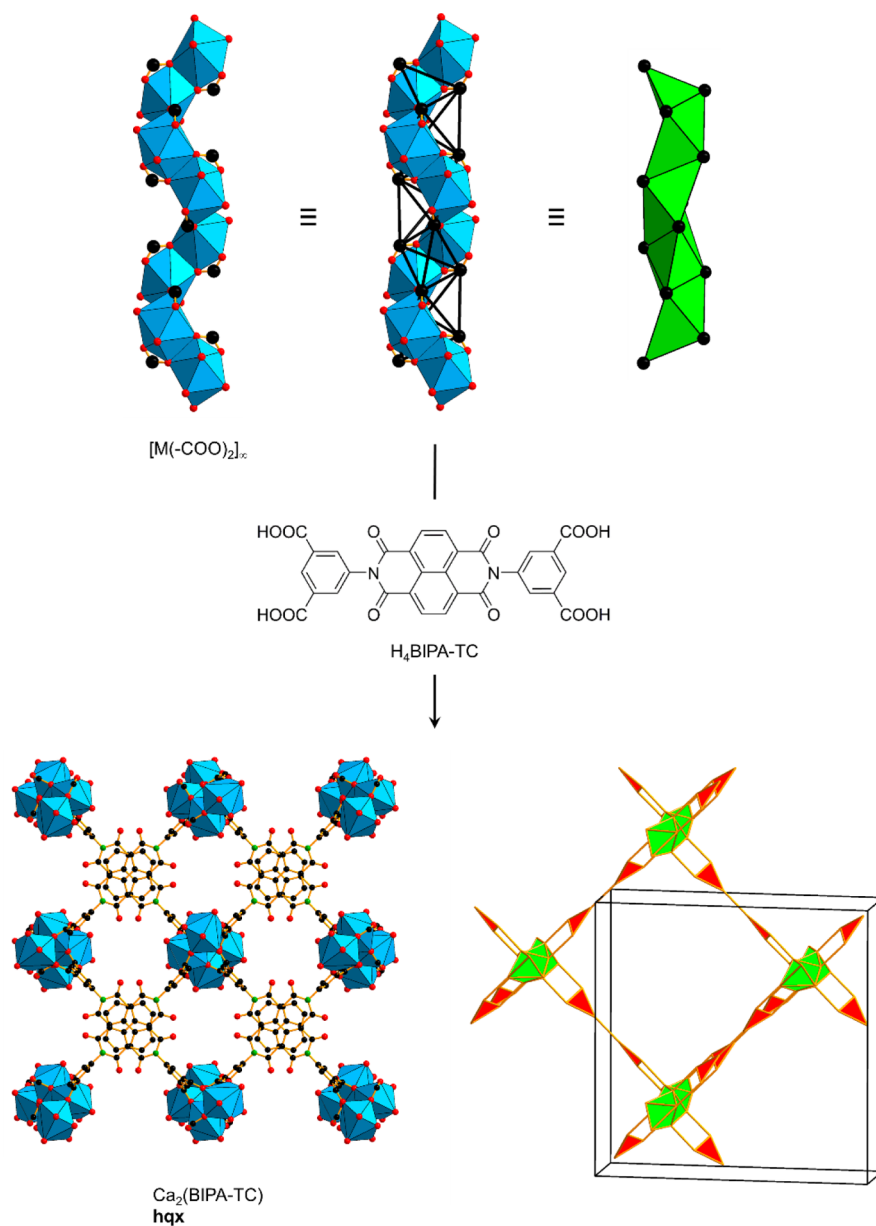 ≡ ≡
[M(-COO)₂]∞
HOOC O O COOH
N N
HOOC O O COOH
H₄BIPA-TC
Ca₂(BIPA-TC)
hqx